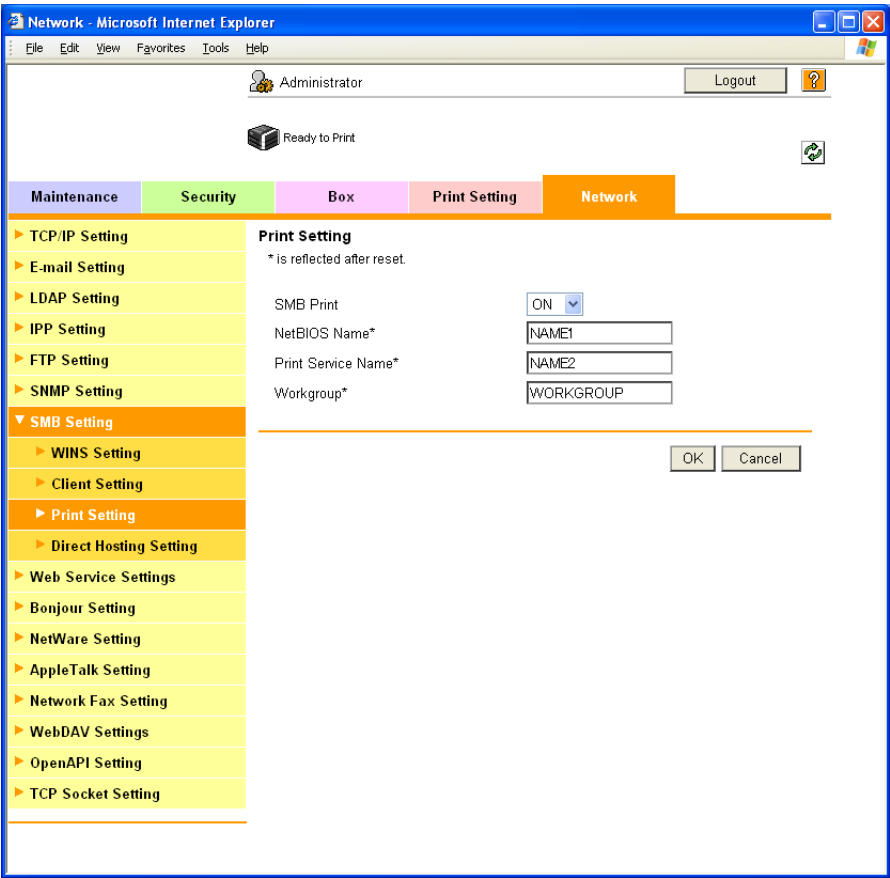 Network - Microsoft Internet Explorer
File Edit View Favorites Tools Help
Administrator
Logout
?
Ready to Print
Maintenance Security Box Print Setting Network
TCP/IP Setting
E-mail Setting
LDAP Setting
IPP Setting
FTP Setting
SNMP Setting
SMB Setting
WINS Setting
Client Setting
Print Setting
Direct Hosting Setting
Web Service Settings
Bonjour Setting
NetWare Setting
AppleTalk Setting
Network Fax Setting
WebDAV Settings
OpenAPI Setting
TCP Socket Setting
Print Setting
* is reflected after reset.
SMB Print ON
NetBIOS Name* NAME1
Print Service Name* NAME2
Workgroup* WORKGROUP
OK Cancel